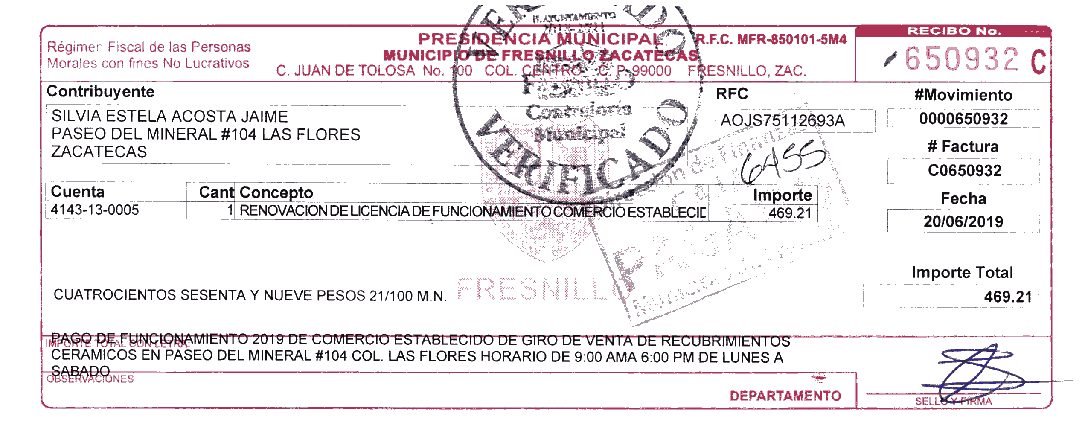 H. AYUNTAMIENTO
Régimen Fiscal de las Personas
Morales con fines No Lucrativos
PRESIDENCIA MUNICIPAL R.F.C. MFR-850101-5M4
MUNICIPIO DE FRESNILLO ZACATECAS
C. JUAN DE TOLOSA No. 100 COL. CENTRO C.P. 99000 FRESNILLO, ZAC.
RECIBO No.
650932 C
Contraloría
Municipal
VERIFICADO
Contribuyente
SILVIA ESTELA ACOSTA JAIME
PASEO DEL MINERAL #104 LAS FLORES
ZACATECAS
RFC
AOJS75112693A
#Movimiento
0000650932
# Factura
C0650932
Fecha
20/06/2019
6455
Cuenta Cant Concepto Importe
4143-13-0005 1 RENOVACION DE LICENCIA DE FUNCIONAMIENTO COMERCIO ESTABLECID 469.21
Importe Total
469.21
CUATROCIENTOS SESENTA Y NUEVE PESOS 21/100 M.N.
FRESNILLO
IMPORTE TOTAL CON LETRA
PAGO DE FUNCIONAMIENTO 2019 DE COMERCIO ESTABLECIDO DE GIRO DE VENTA DE RECUBRIMIENTOS
CERAMICOS EN PASEO DEL MINERAL #104 COL. LAS FLORES HORARIO DE 9:00 AMA 6:00 PM DE LUNES A
SABADO
OBSERVACIONES
DEPARTAMENTO
SELLO Y FIRMA